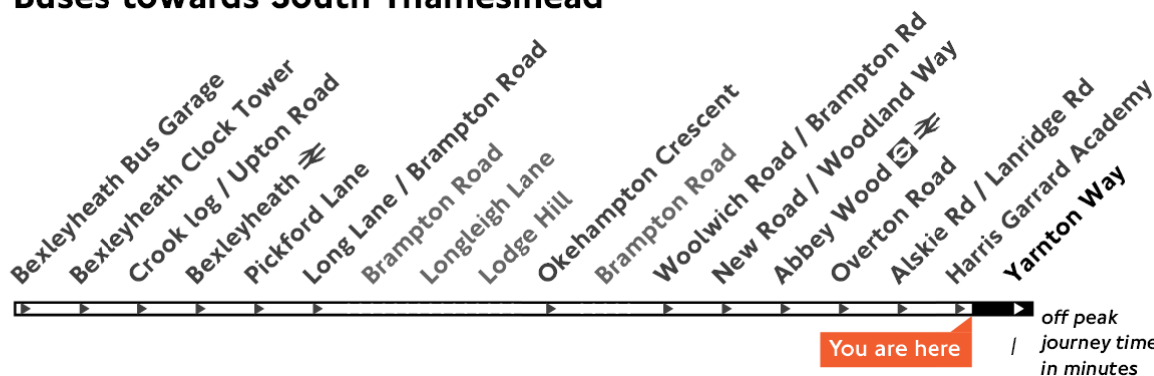 Buses towards South Thamesmead
Bexleyheath Bus Garage
Bexleyheath Clock Tower
Crook log / Upton Road
Bexleyheath
Pickford Lane
Long Lane / Brampton Road
Brampton Road
Longleigh Lane
Lodge Hill
Okehampton Crescent
Brampton Road
Woolwich Road / Brampton Rd
New Road / Woodland Way
Abbey Wood
Overton Road
Alskie Rd / Lanridge Rd
Harris Garrard Academy
Yarnton Way
You are here
off peak
journey time
in minutes